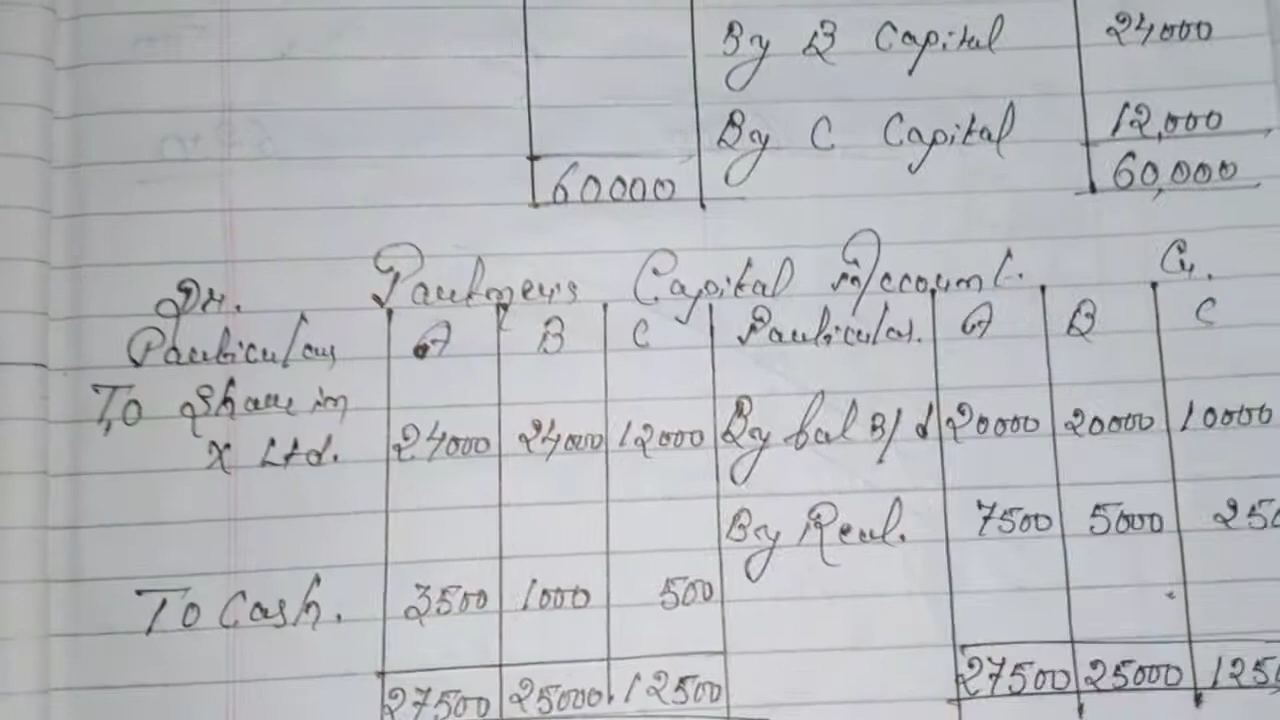 By B Capital 24000
By C Capital 12,000
60000 60,000
Dr. Partners Capital Account. Cr.
Particulars A B C Particulars. A B C
To Share in
X Ltd. 24000 24000 12000 By bal B/d 20000 20000 10000
By Real. 7500 5000 250
To Cash. 3500 1000 500
27500 25000 12500 27500 25000 125